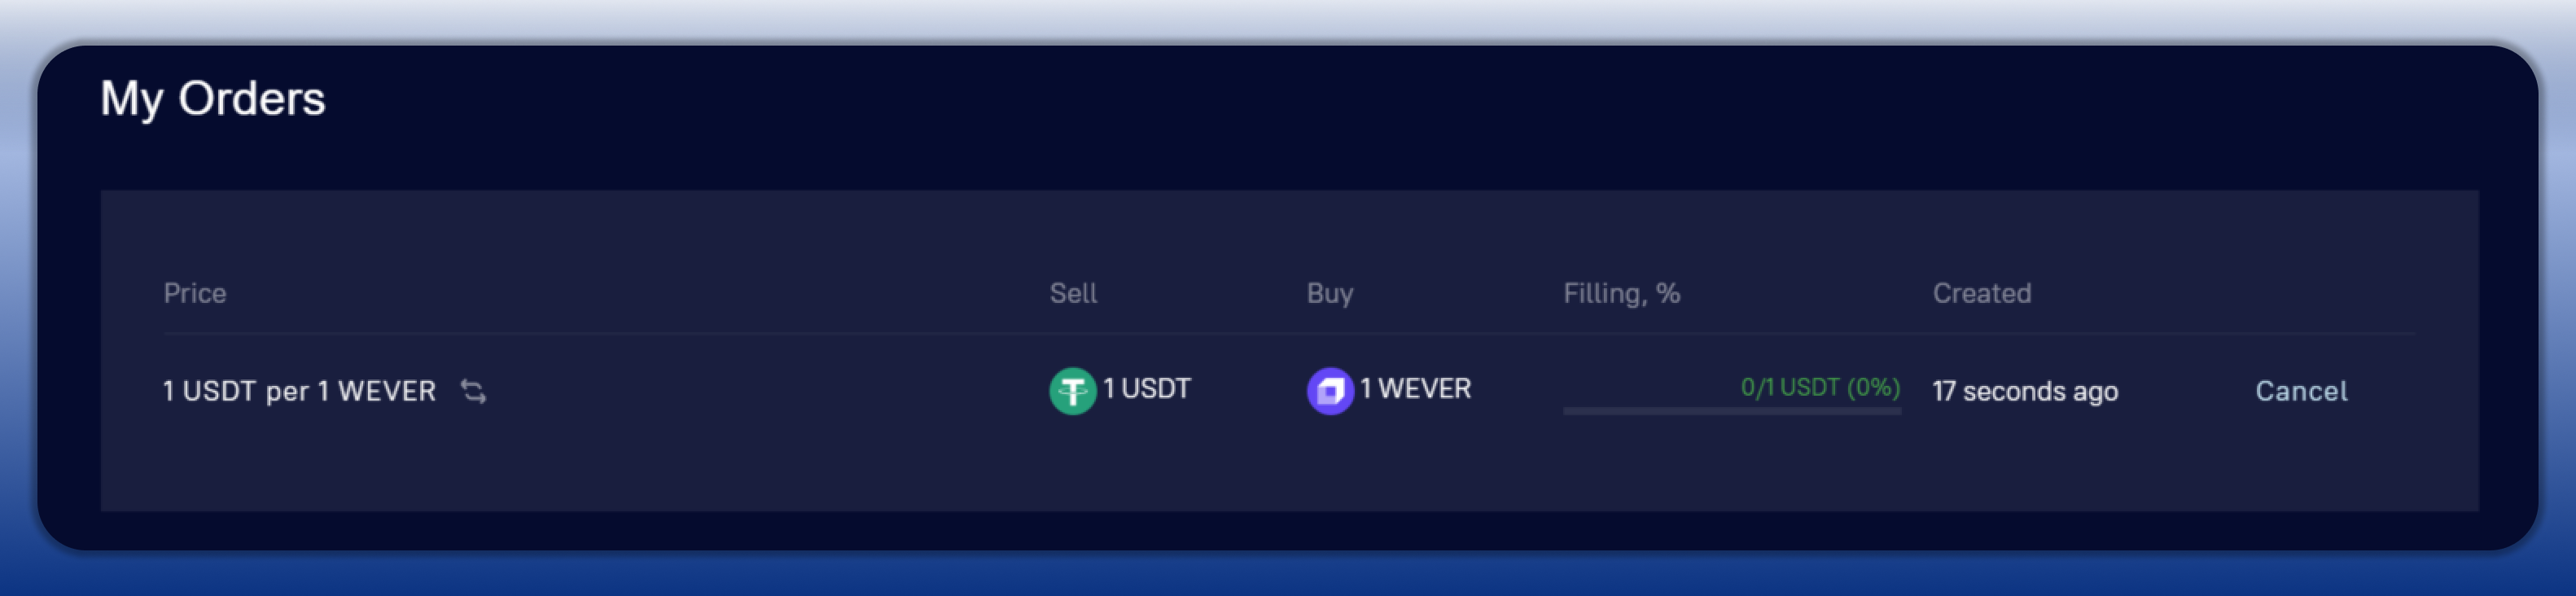 My Orders
Price Sell Buy Filling, % Created
1 USDT per 1 WEVER 1 USDT 1 WEVER 0/1 USDT (0%) 17 seconds ago Cancel